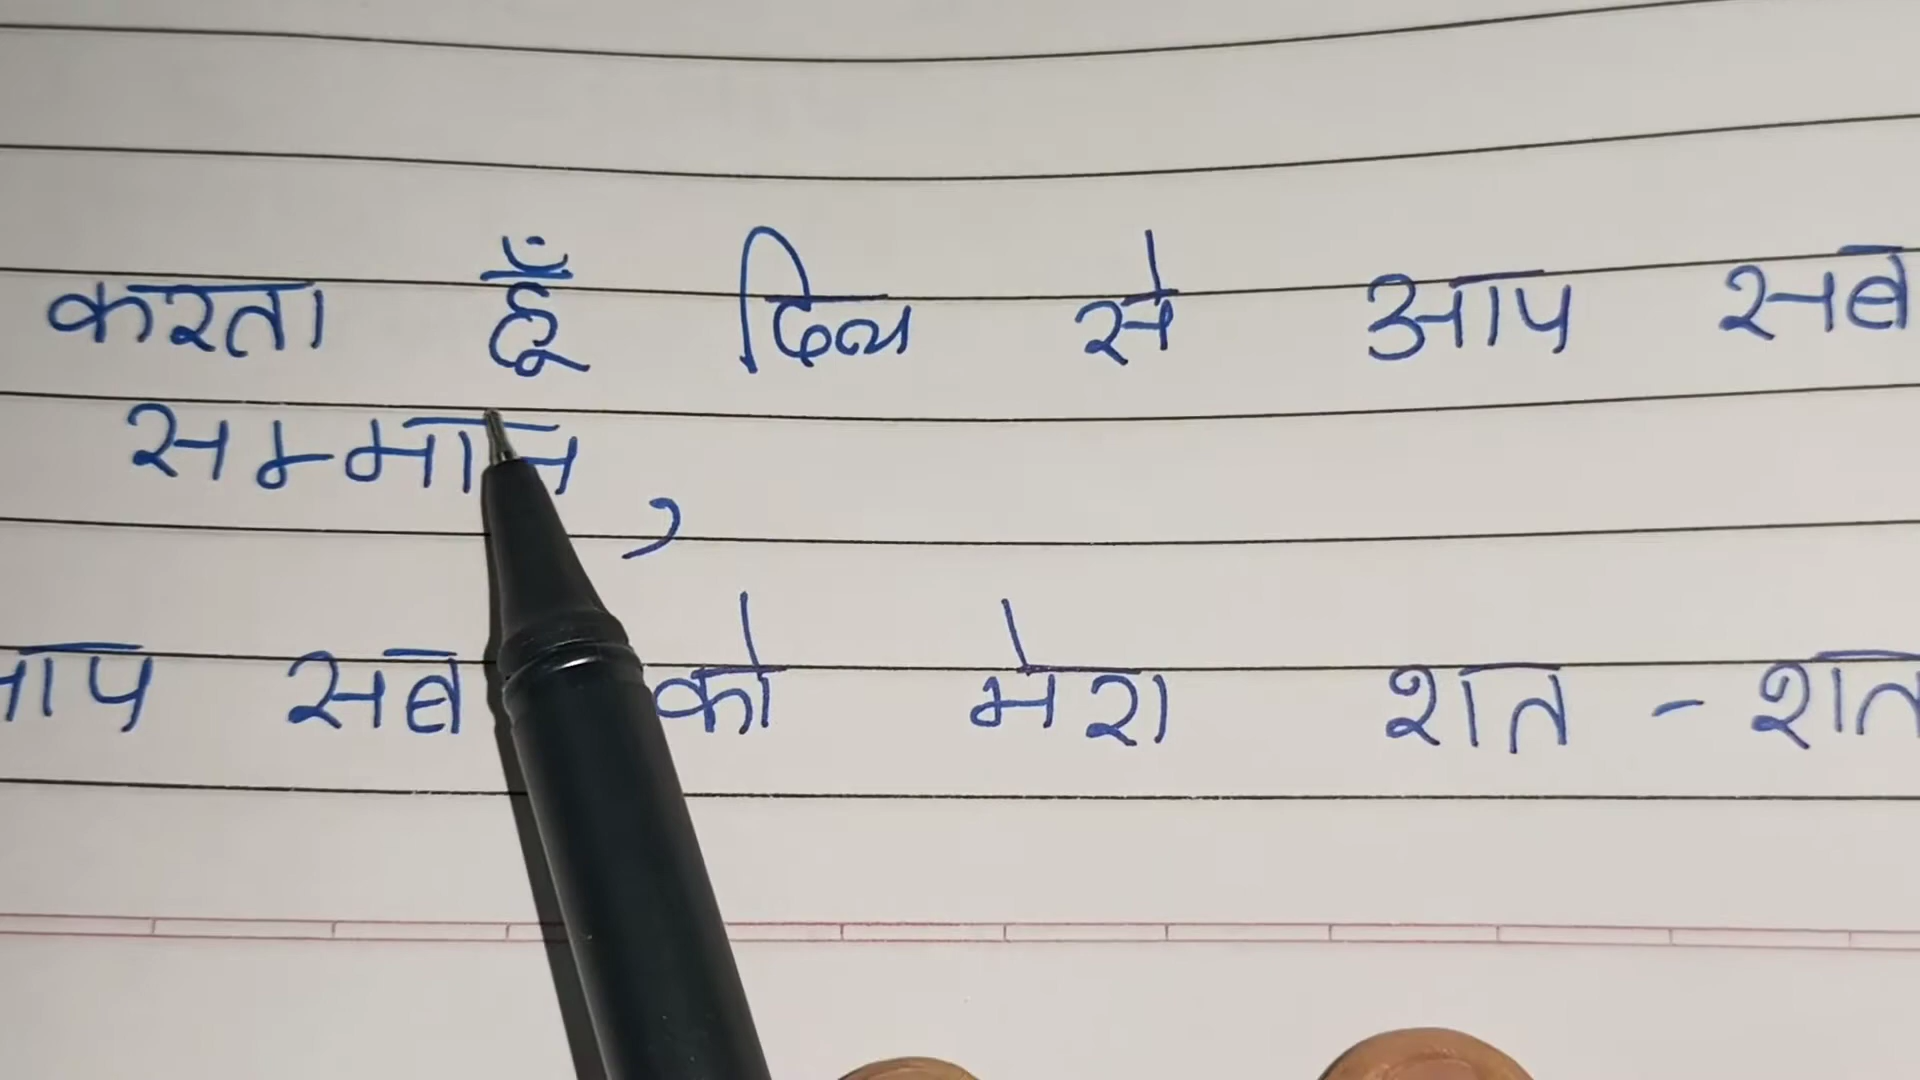 करता हूँ दिल से आप सब
सम्मान,
आप सब को मेरा शत - शत